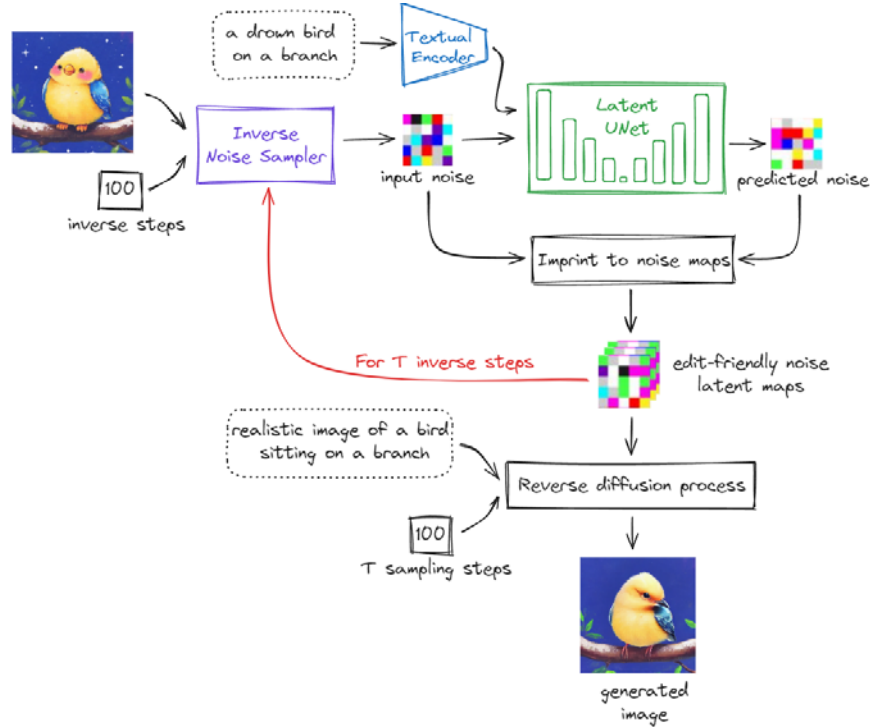 a drown bird
on a branch
Textual
Encoder
Latent
UNet
Inverse
Noise Sampler
100
inverse steps
input noise
predicted noise
Imprint to noise maps
For T inverse steps
edit-friendly noise
latent maps
realistic image of a bird
sitting on a branch
Reverse diffusion process
100
T sampling steps
generated
image